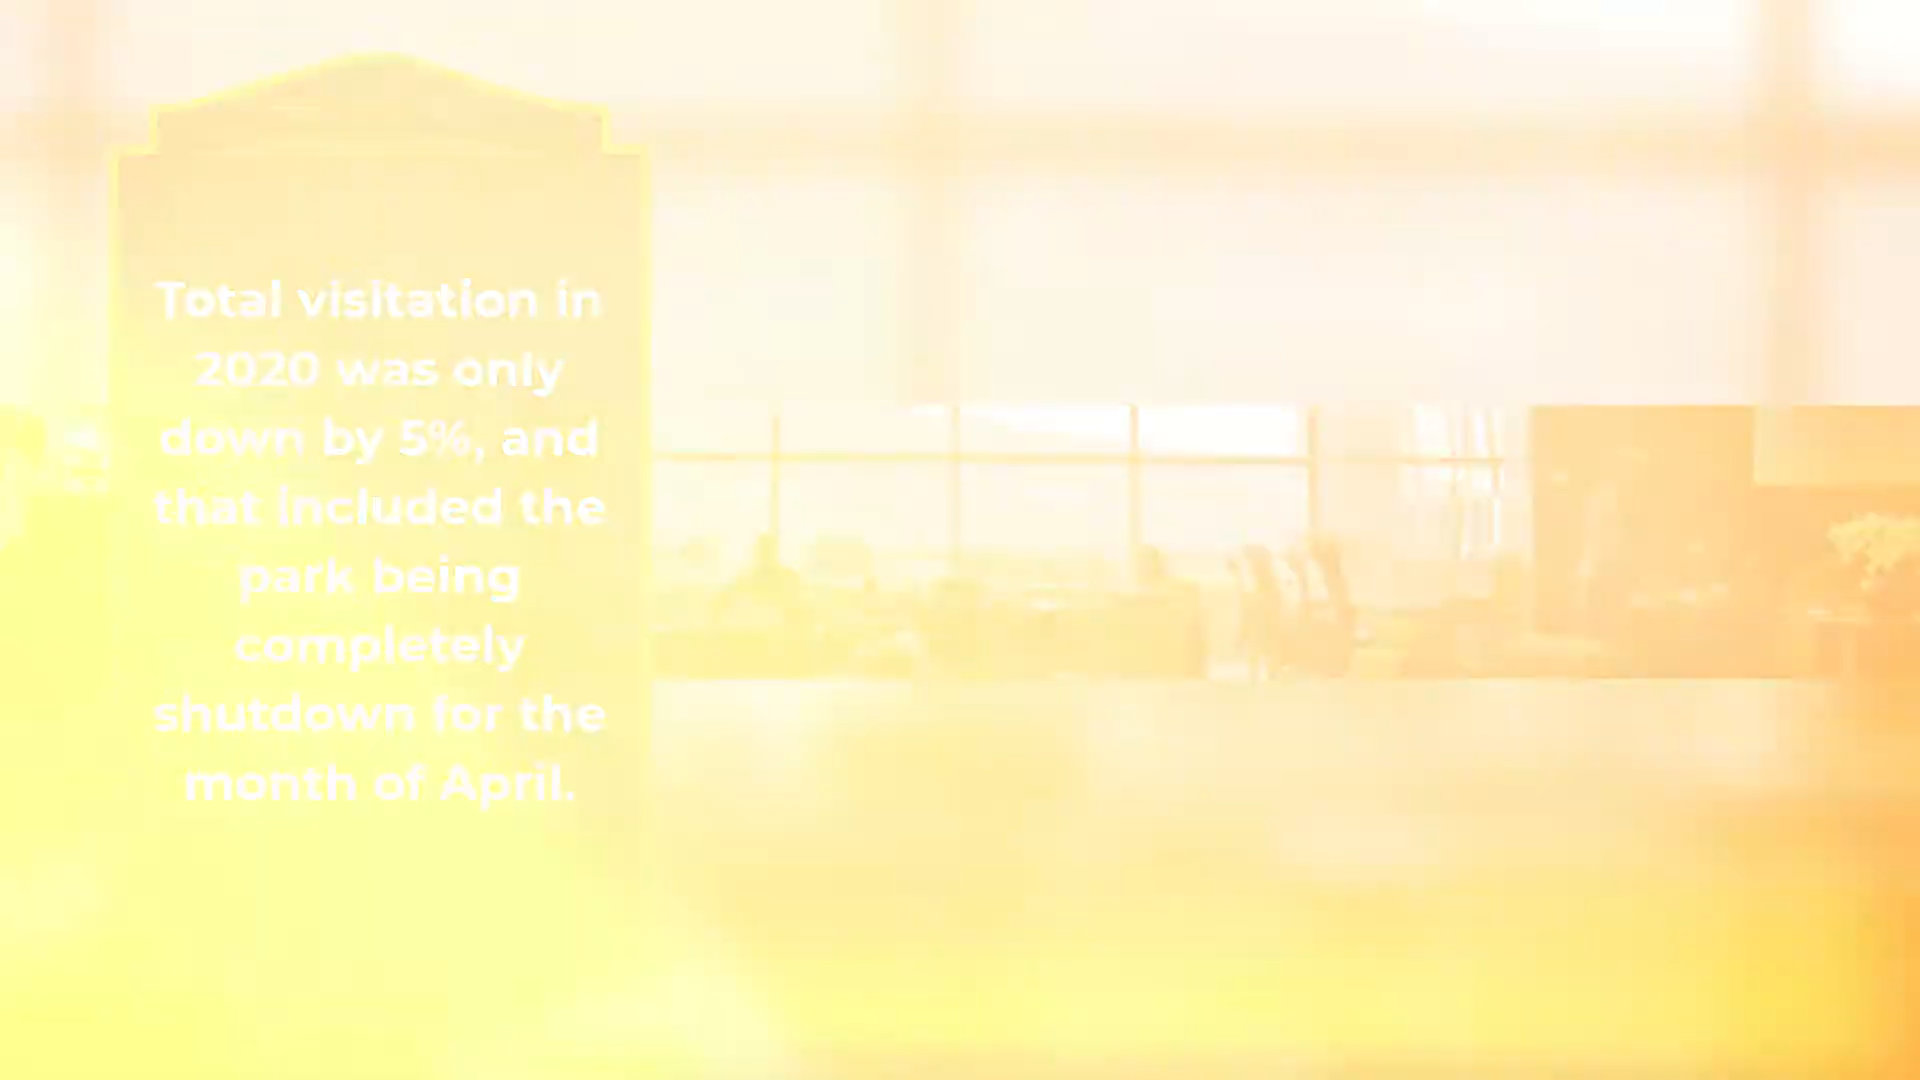 Total visitation in
2020 was only
down by 5%, and
that included the
park being
completely
shutdown for the
month of April.